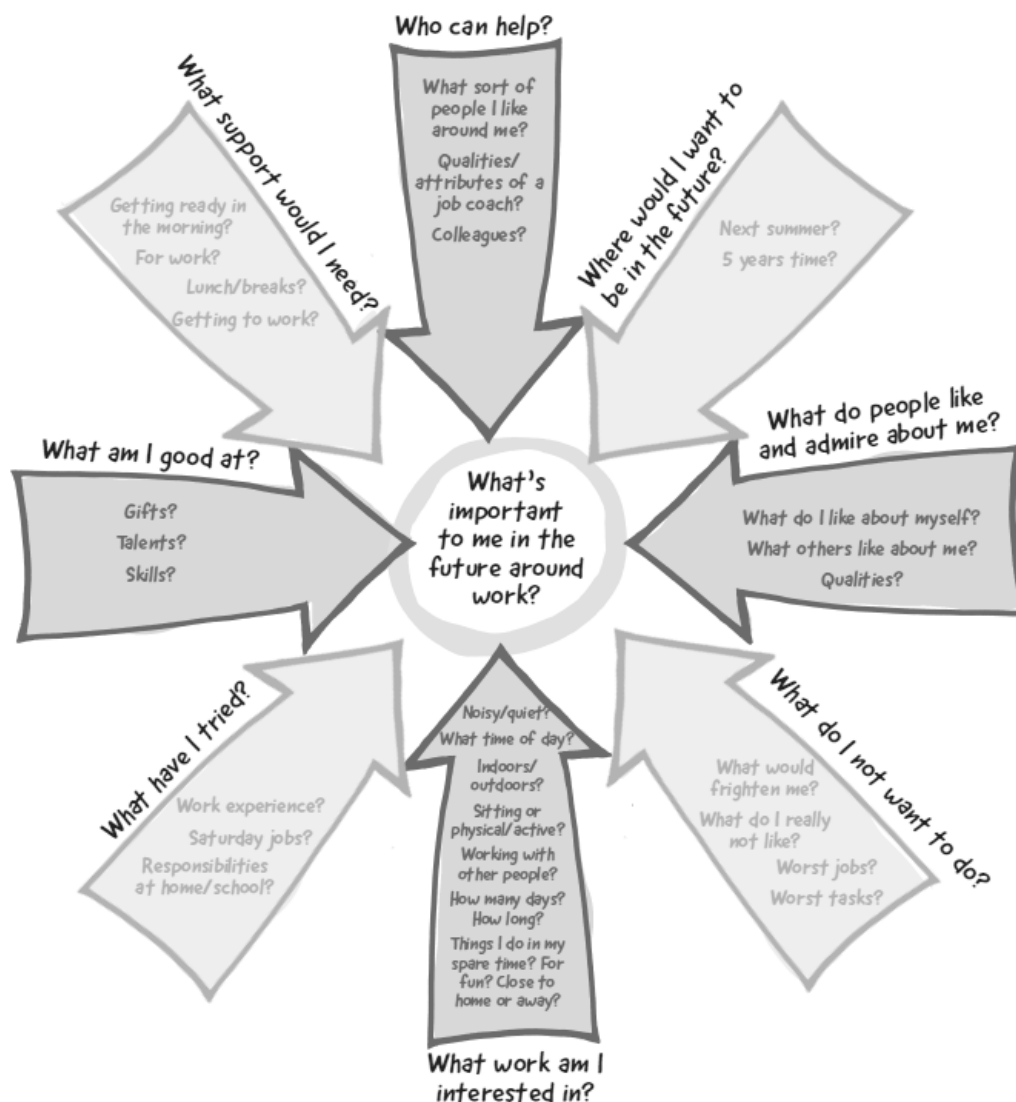 Who can help?
What sort of
people I like
around me?
Qualities/
attributes of a
job coach?
Colleagues?
Where would I want to
be in the future?
Next summer?
5 years time?
What do people like
and admire about me?
What do I like about myself?
What others like about me?
Qualities?
What do I not want to do?
What would
frighten me?
What do I really
not like?
Worst jobs?
Worst tasks?
What work am I
interested in?
Noisy/quiet?
What time of day?
Indoors/
outdoors?
Sitting or
physical/active?
Working with
other people?
How many days?
How long?
Things I do in my
spare time? For
fun? Close to
home or away?
What have I tried?
Work experience?
Saturday jobs?
Responsibilities
at home/school?
What am I good at?
Gifts?
Talents?
Skills?
What support would I need?
Getting ready in
the morning?
For work?
Lunch/breaks?
Getting to work?
What's
important
to me in the
future around
work?